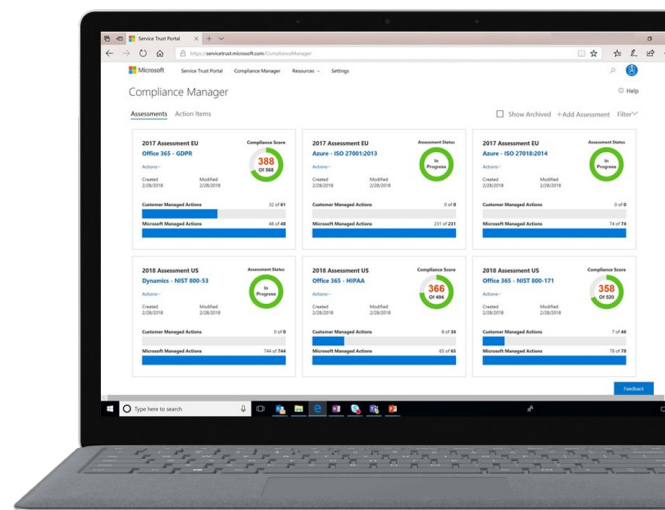 Service Trust Portal
https://servicetrust.microsoft.com/ComplianceManager
Microsoft Service Trust Portal Compliance Manager Resources Settings
Compliance Manager
Help
Assessments Action Items
Show Archived +Add Assessment Filter
2017 Assessment EU
Office 365 - GDPR
Compliance Score
388
Of 568
Actions
Created Modified
2/28/2018 2/28/2018
Customer Managed Actions 32 of 61
Microsoft Managed Actions 48 of 48
2017 Assessment EU
Azure - ISO 27001:2013
Assessment Status
In
Progress
Actions
Created Modified
2/28/2018 2/28/2018
Customer Managed Actions 0 of 0
Microsoft Managed Actions 231 of 231
2017 Assessment EU
Azure - ISO 27018:2014
Assessment Status
In
Progress
Actions
Created Modified
2/28/2018 2/28/2018
Customer Managed Actions 0 of 0
Microsoft Managed Actions 74 of 74
2018 Assessment US
Dynamics - NIST 800-53
Assessment Status
In
Progress
Actions
Created Modified
2/28/2018 2/28/2018
Customer Managed Actions 0 of 0
Microsoft Managed Actions 744 of 744
2018 Assessment US
Office 365 - HIPAA
Compliance Score
366
Of 494
Actions
Created Modified
2/28/2018 2/28/2018
Customer Managed Actions 8 of 36
Microsoft Managed Actions 65 of 65
2018 Assessment US
Office 365 - NIST 800-171
Compliance Score
358
Of 520
Actions
Created Modified
2/28/2018 2/28/2018
Customer Managed Actions 7 of 46
Microsoft Managed Actions 78 of 78
Feedback
Type here to search